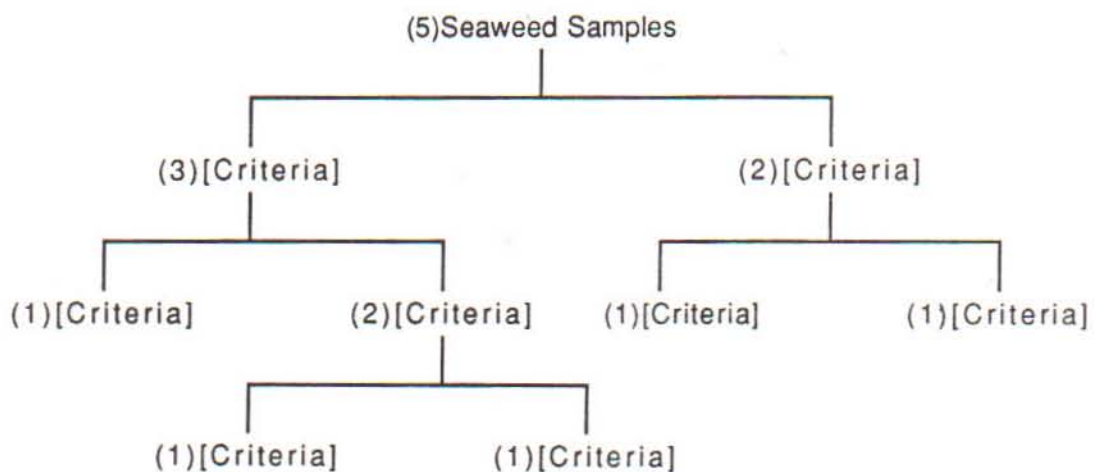 (5)Seaweed Samples
(3)[Criteria] (2)[Criteria]
(1)[Criteria] (2)[Criteria] (1)[Criteria] (1)[Criteria]
(1)[Criteria] (1)[Criteria]